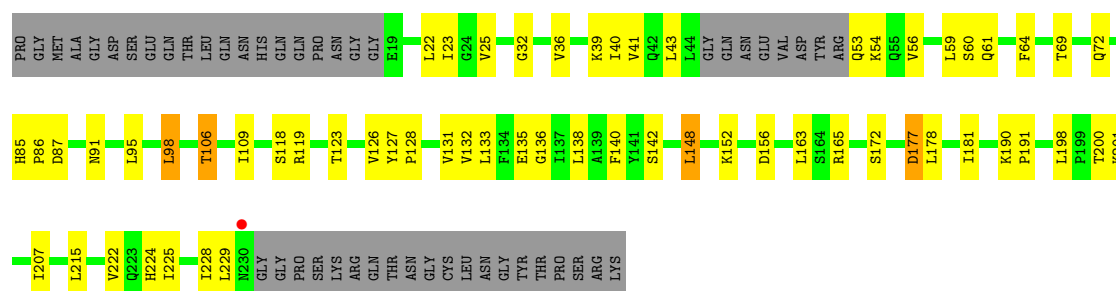 PRO GLY MET ALA GLY ASP SER GLU GLN THR LEU GLN ASN HIS GLN GLN PRO ASN GLY GLY E19 L22 I23 G24 V25 G32 V36 K39 I40 V41 Q42 L43 L44 GLY GLN ASN GLU VAL ASP TYR ARG Q53 K54 Q55 V56 L59 S60 Q61 F64 T69 Q72
H85 P86 D87 N91 L95 L98 T106 I109 S118 R119 T123 V126 Y127 P128 V131 V132 L133 F134 E135 G136 I137 L138 A139 F140 Y141 S142 L148 K152 D156 L163 S164 R165 S172 D177 L178 I181 K190 P191 L198 P199 T200
I207 L215 V222 Q223 H224 I225 I228 L229 N230 GLY GLY PRO SER LYS ARG GLN THR ASN GLY CYS LEU ASN GLY TYR THR PRO SER ARG LYS